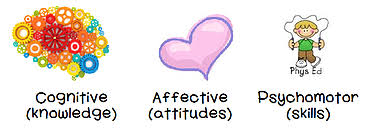 Phys Ed
Cognitive Affective Psychomotor
(knowledge) (attitudes) (skills)